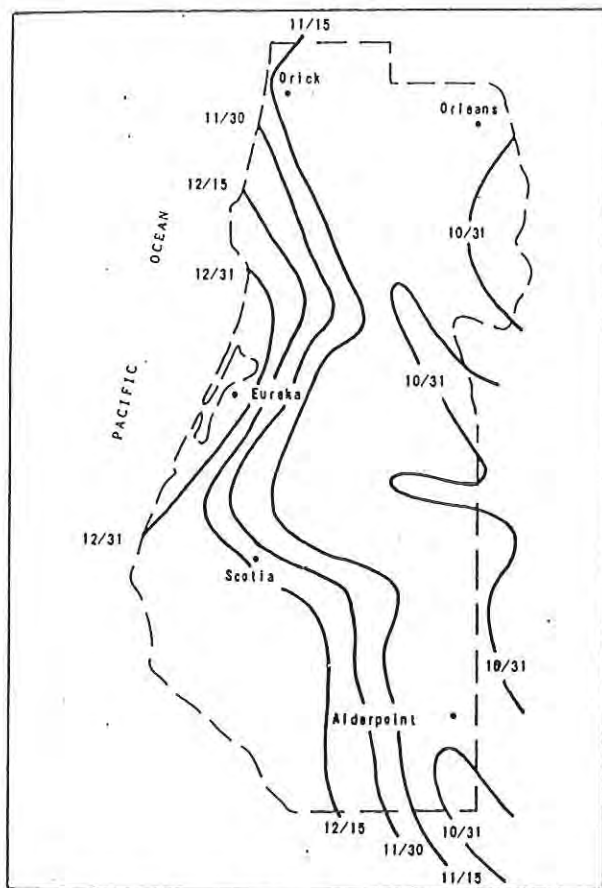 11/15
Orick
Orleans
11/30
12/15
OCEAN
10/31
12/31
PACIFIC
10/31
Eureka
12/31
Scotia
10/31
Alderpoint
12/15
10/31
11/30
11/15